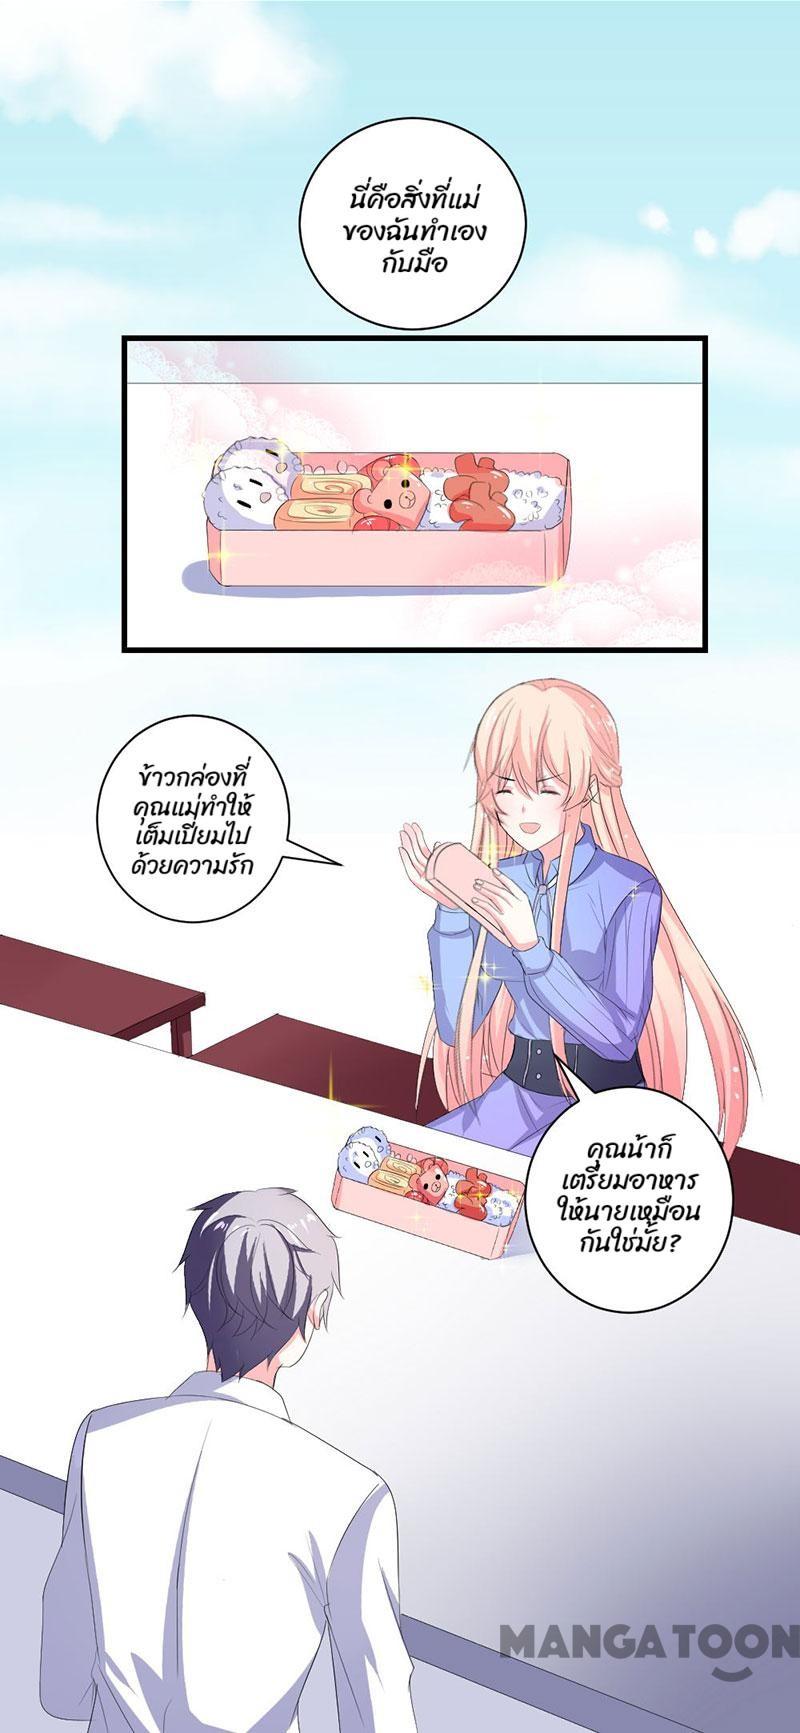 นี่คือสิ่งที่แม่
ของฉันทำเอง
กับมือ
ข้าวกล่องที่
คุณแม่ทำให้
เต็มเปี่ยมไป
ด้วยความรัก
คุณน้าก็
เตรียมอาหาร
ให้นายเหมือน
กันใช่มั้ย?
MANGATOON